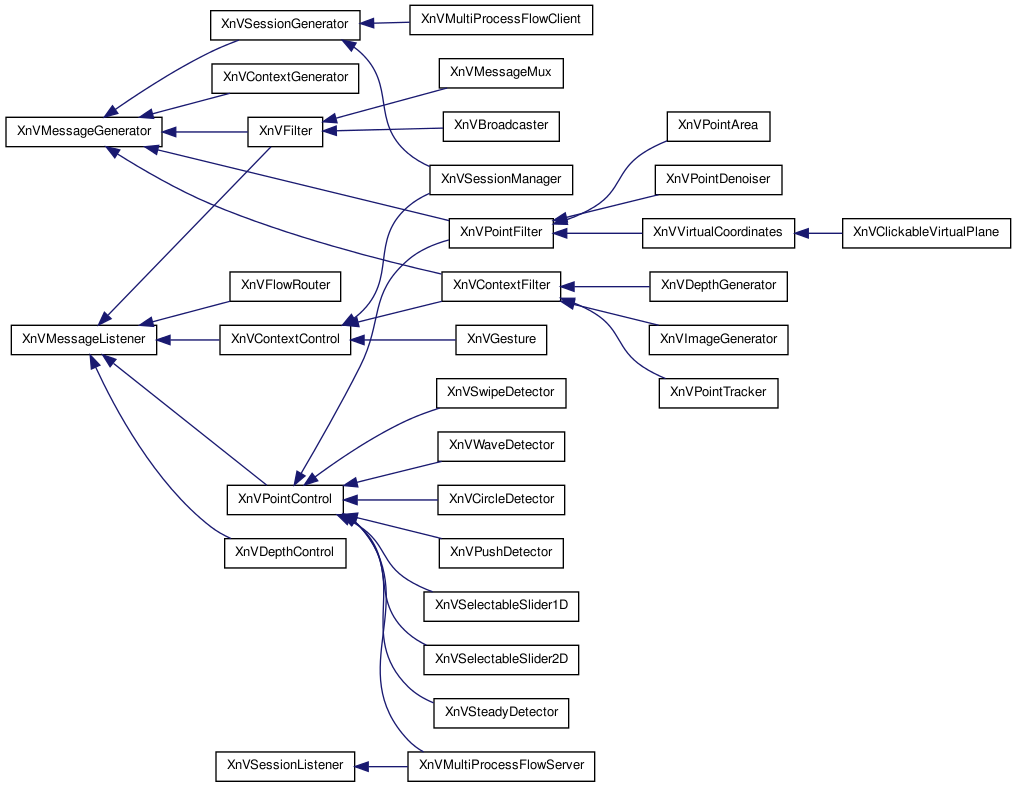 XnVSessionGenerator
XnVMultiProcessFlowClient
XnVContextGenerator
XnVMessageMux
XnVMessageGenerator
XnVFilter
XnVBroadcaster
XnVPointArea
XnVSessionManager
XnVPointDenoiser
XnVPointFilter
XnVVirtualCoordinates
XnVClickableVirtualPlane
XnVFlowRouter
XnVContextFilter
XnVDepthGenerator
XnVMessageListener
XnVContextControl
XnVGesture
XnVImageGenerator
XnVSwipeDetector
XnVPointTracker
XnVWaveDetector
XnVPointControl
XnVCircleDetector
XnVDepthControl
XnVPushDetector
XnVSelectableSlider1D
XnVSelectableSlider2D
XnVSteadyDetector
XnVSessionListener
XnVMultiProcessFlowServer